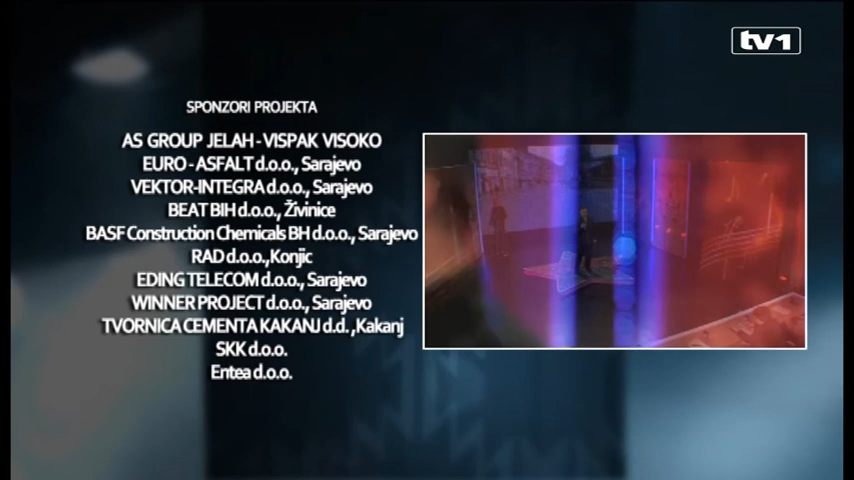 tv1
SPONZORI PROJEKTA
AS GROUP JELAH - VISPAK VISOKO
EURO - ASFALT d.o.o., Sarajevo
VEKTOR-INTEGRA d.o.o., Sarajevo
BEAT BIH d.o.o., Živinice
BASF Construction Chemicals BH d.o.o., Sarajevo
RAD d.o.o.,Konjic
EDING TELECOM d.o.o., Sarajevo
WINNER PROJECT d.o.o., Sarajevo
TVORNICA CEMENTA KAKANJ d.d. ,Kakanj
SKK d.o.o.
Entea d.o.o.